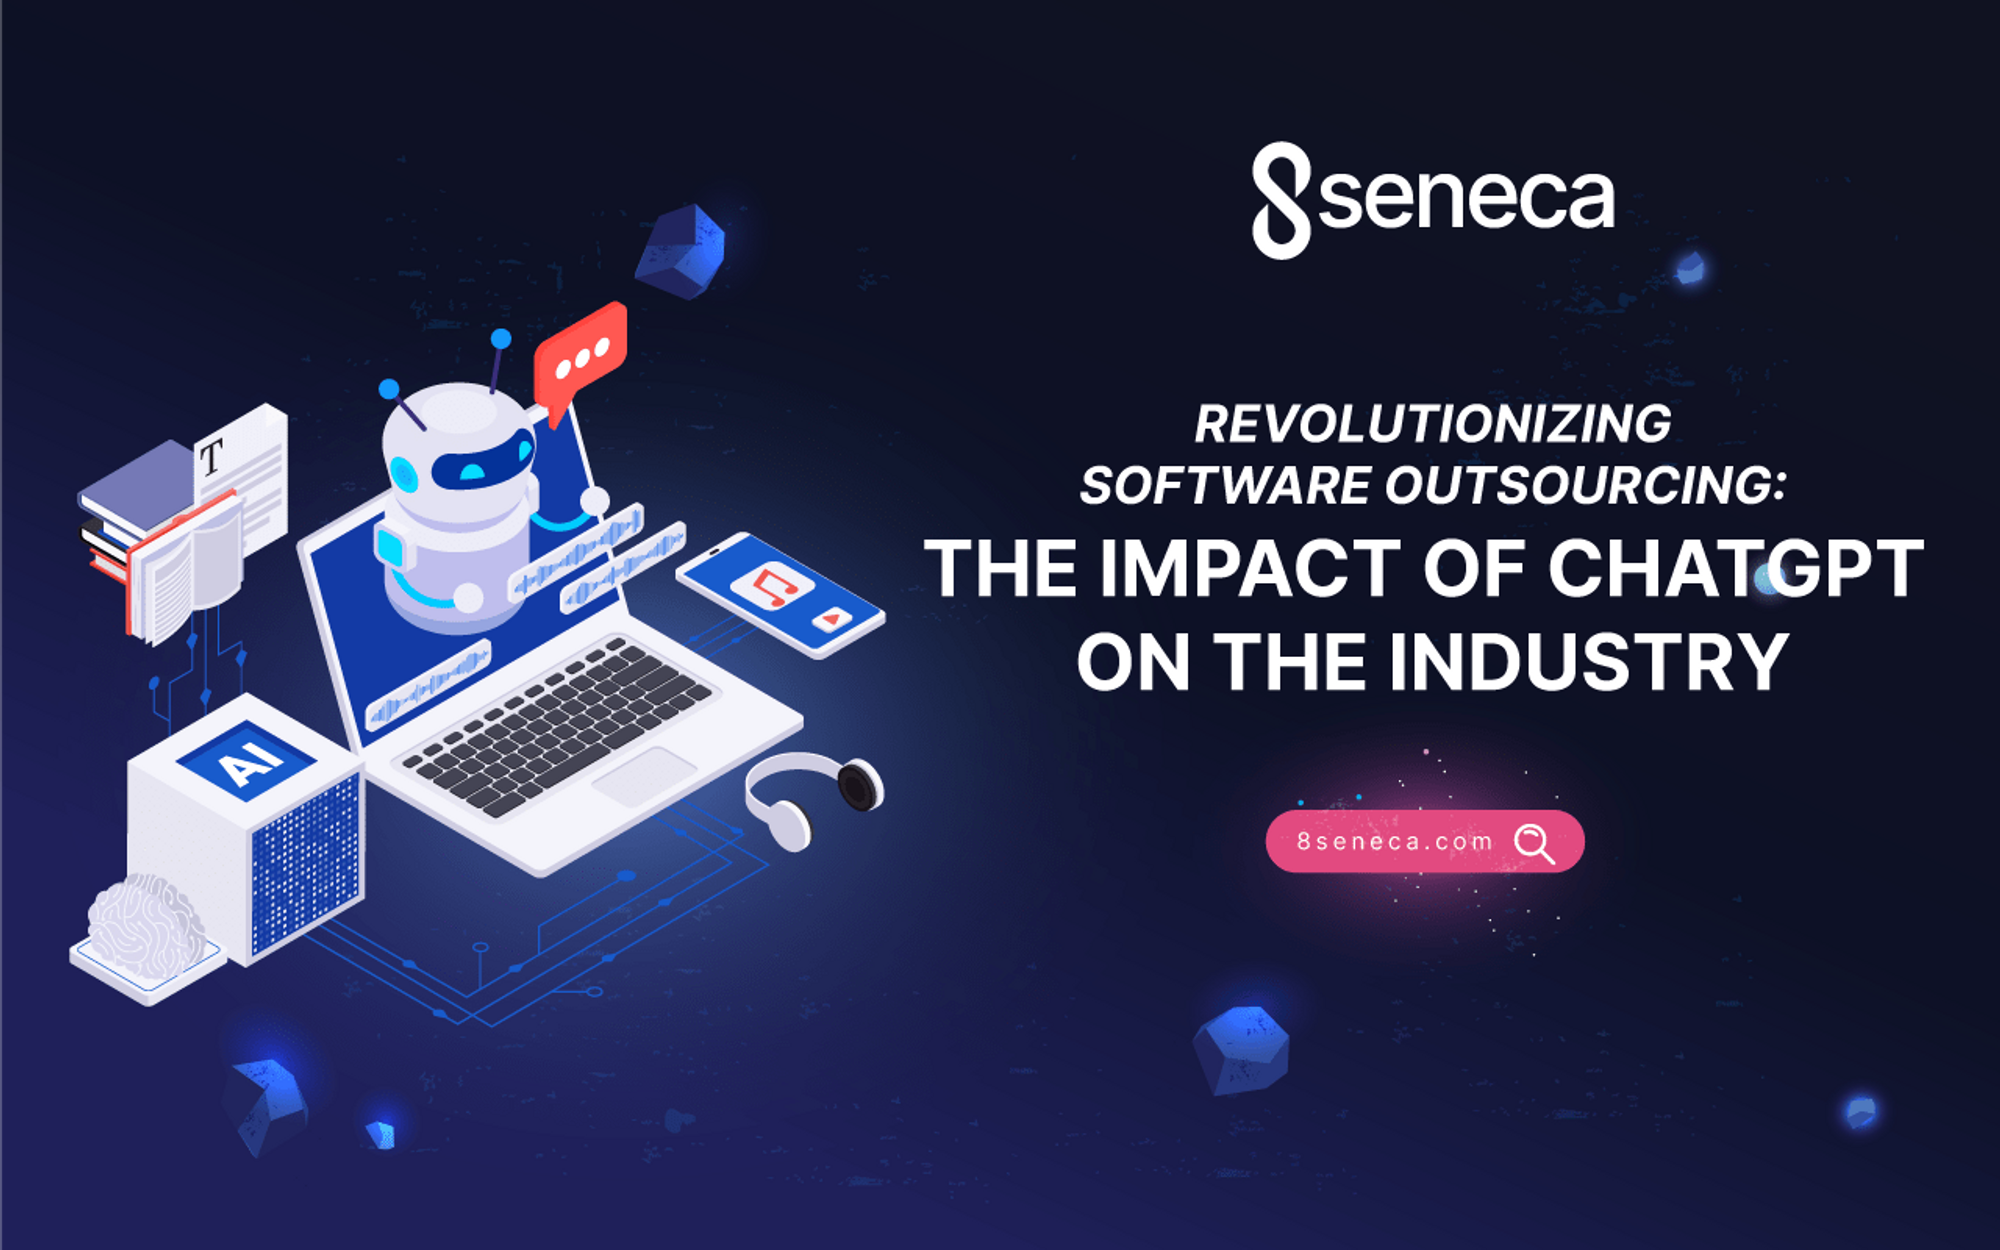 8seneca
REVOLUTIONIZING
SOFTWARE OUTSOURCING:
THE IMPACT OF CHATGPT
ON THE INDUSTRY
8seneca.com
T
AI